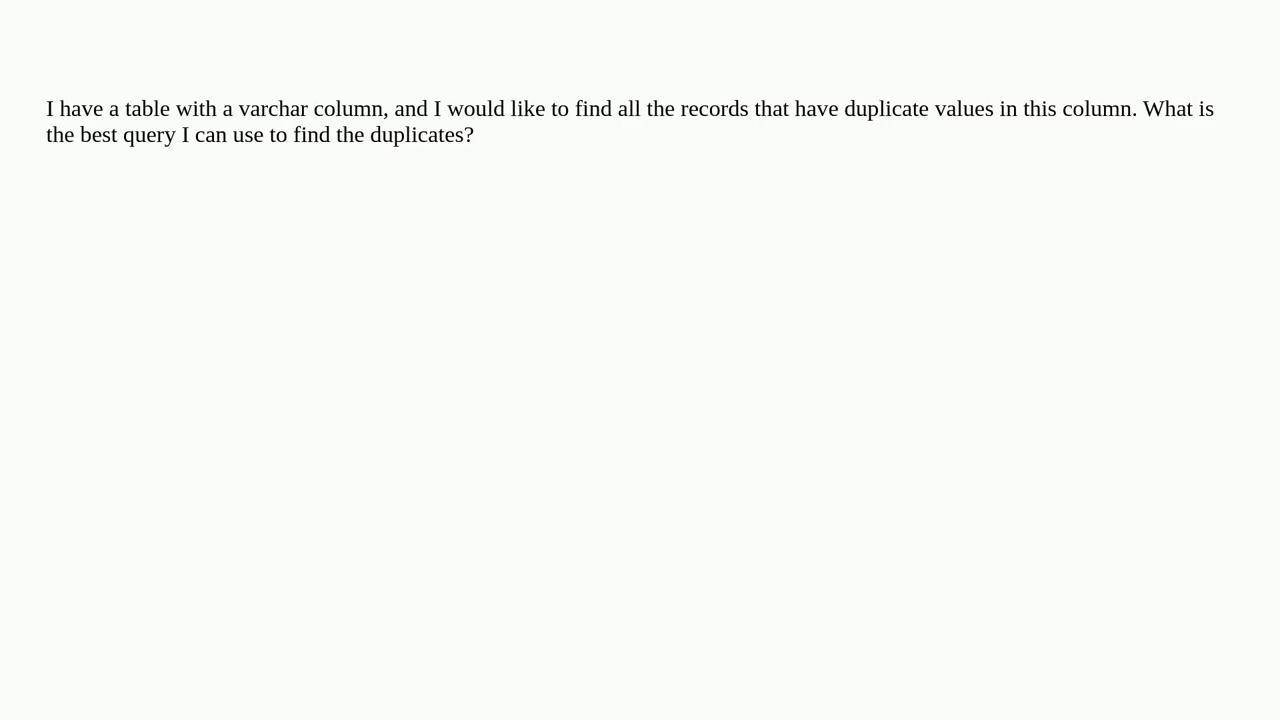 I have a table with a varchar column, and I would like to find all the records that have duplicate values in this column. What is
the best query I can use to find the duplicates?